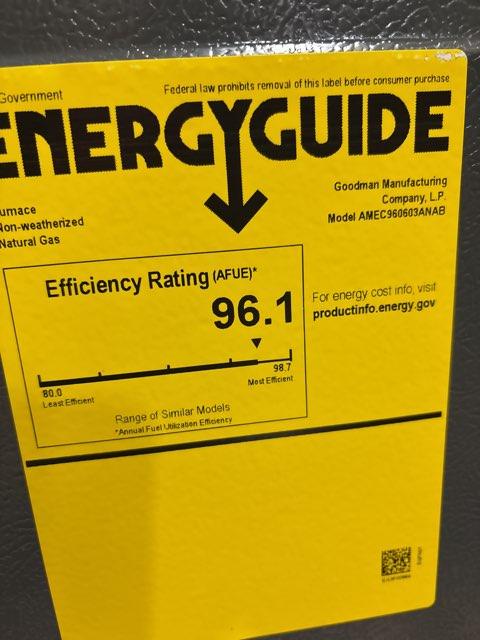 Government
Federal law prohibits removal of this label before consumer purchase
ENERGYGUIDE
urnace
Non-weatherized
Natural Gas
Goodman Manufacturing
Company, L.P.
Model AMEC960603ANAB
Efficiency Rating (AFUE)*
96.1
For energy cost info, visit
productinfo.energy.gov
80.0
Least Efficient
98.7
Most Efficient
Range of Similar Models
*Annual Fuel Utilization Efficiency